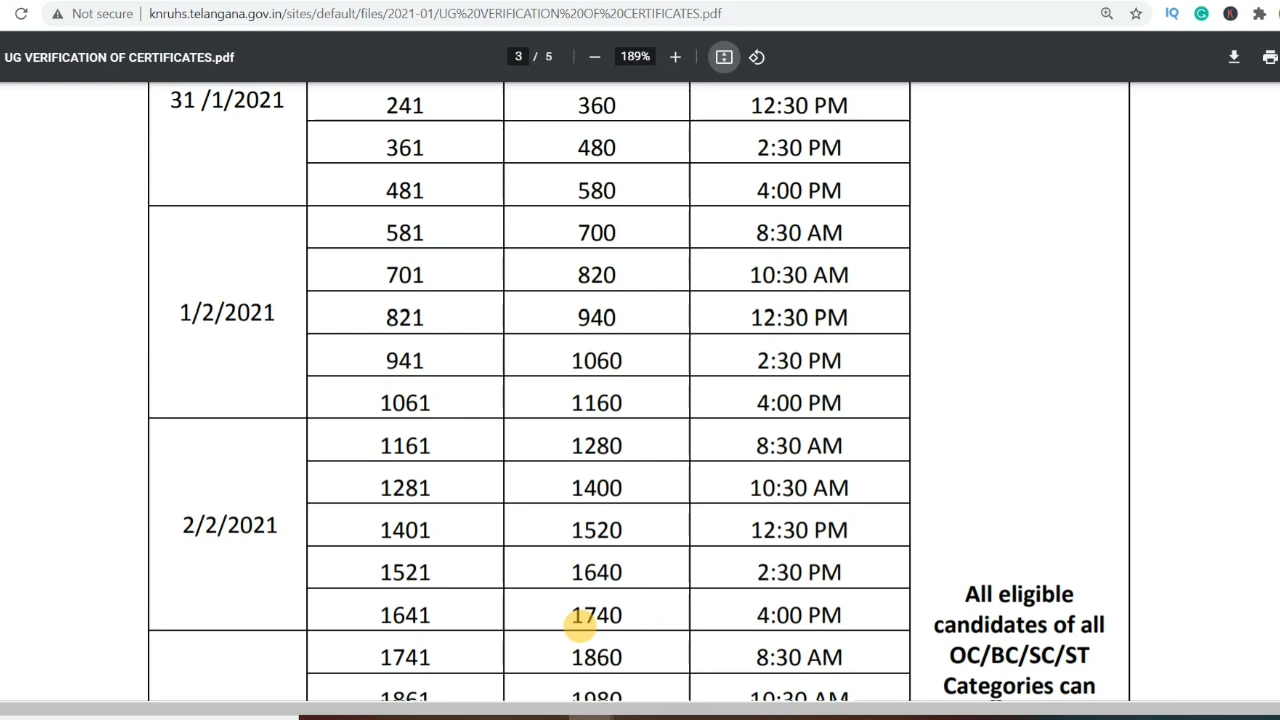 Not secure | knruhs.telangana.gov.in/sites/default/files/2021-01/UG%20VERIFICATION%20OF%20CERTIFICATES.pdf
UG VERIFICATION OF CERTIFICATES.pdf 3 / 5 189%
31 /1/2021 241 360 12:30 PM
361 480 2:30 PM
481 580 4:00 PM
581 700 8:30 AM
701 820 10:30 AM
1/2/2021 821 940 12:30 PM
941 1060 2:30 PM
1061 1160 4:00 PM
1161 1280 8:30 AM
1281 1400 10:30 AM
2/2/2021 1401 1520 12:30 PM
1521 1640 2:30 PM
1641 1740 4:00 PM
1741 1860 8:30 AM
1861 1980 10:30 AM
All eligible
candidates of all
OC/BC/SC/ST
Categories can